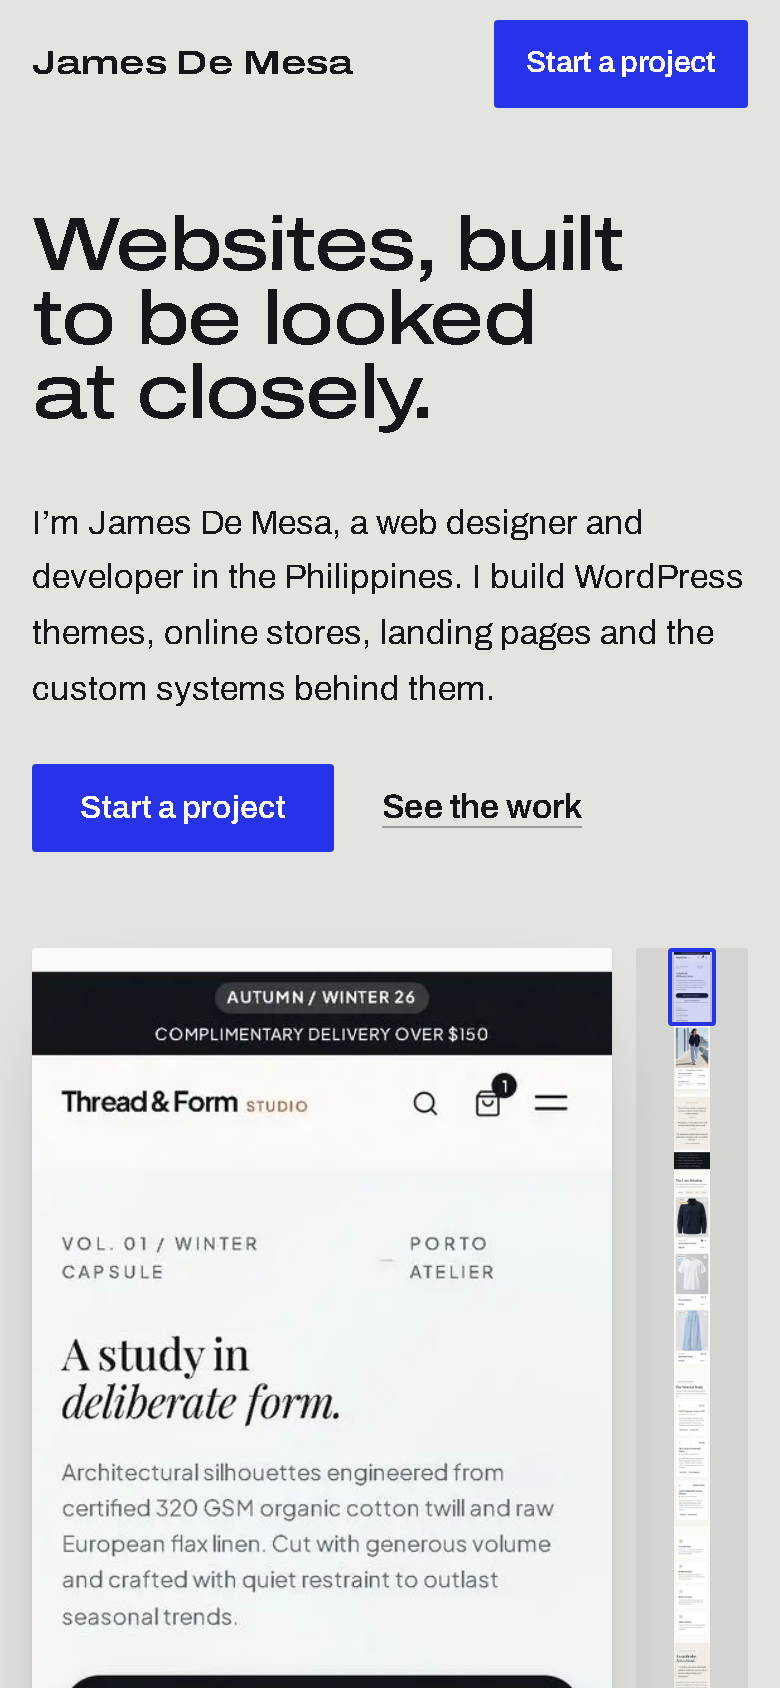 James De Mesa
Start a project
Websites, built
to be looked
at closely.
I’m James De Mesa, a web designer and
developer in the Philippines. I build WordPress
themes, online stores, landing pages and the
custom systems behind them.
Start a project
See the work
AUTUMN / WINTER 26
COMPLIMENTARY DELIVERY OVER $150
Thread & Form STUDIO
1
VOL. 01 / WINTER
CAPSULE
—
PORTO
ATELIER
A study in
deliberate form.
Architectural silhouettes engineered from
certified 320 GSM organic cotton twill and raw
European flax linen. Cut with generous volume
and crafted with quiet restraint to outlast
seasonal trends.